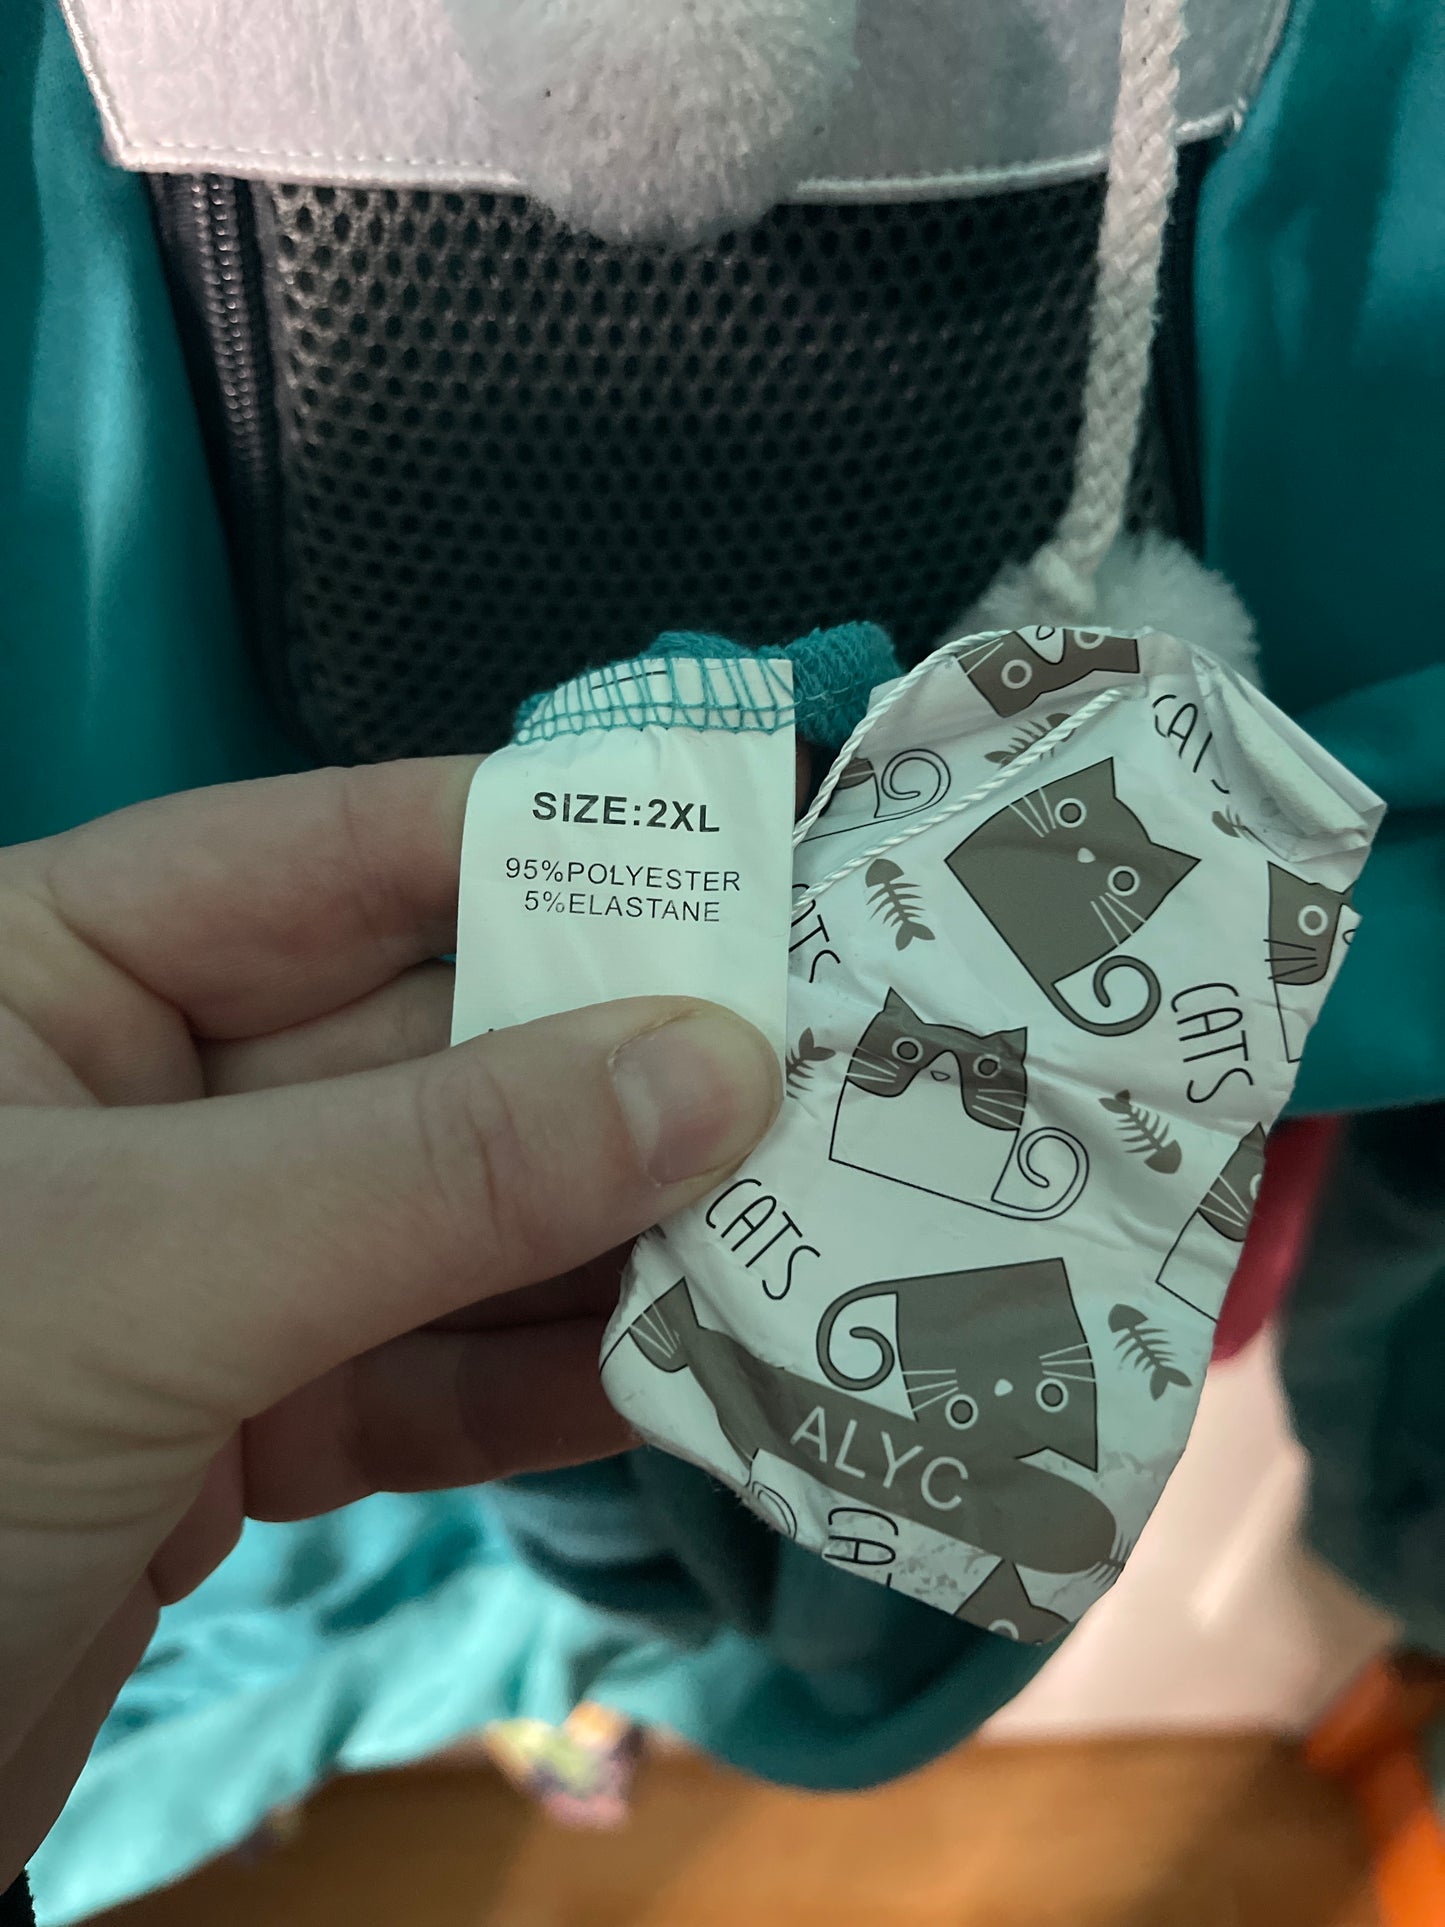 SIZE:2XL
95%POLYESTER
5%ELASTANE
CATS
CATS
CATS
ALYC